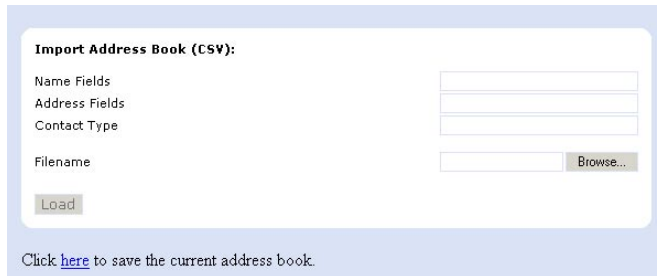 Import Address Book (CSV):
Name Fields
Address Fields
Contact Type
Filename
Browse...
Load
Click here to save the current address book.